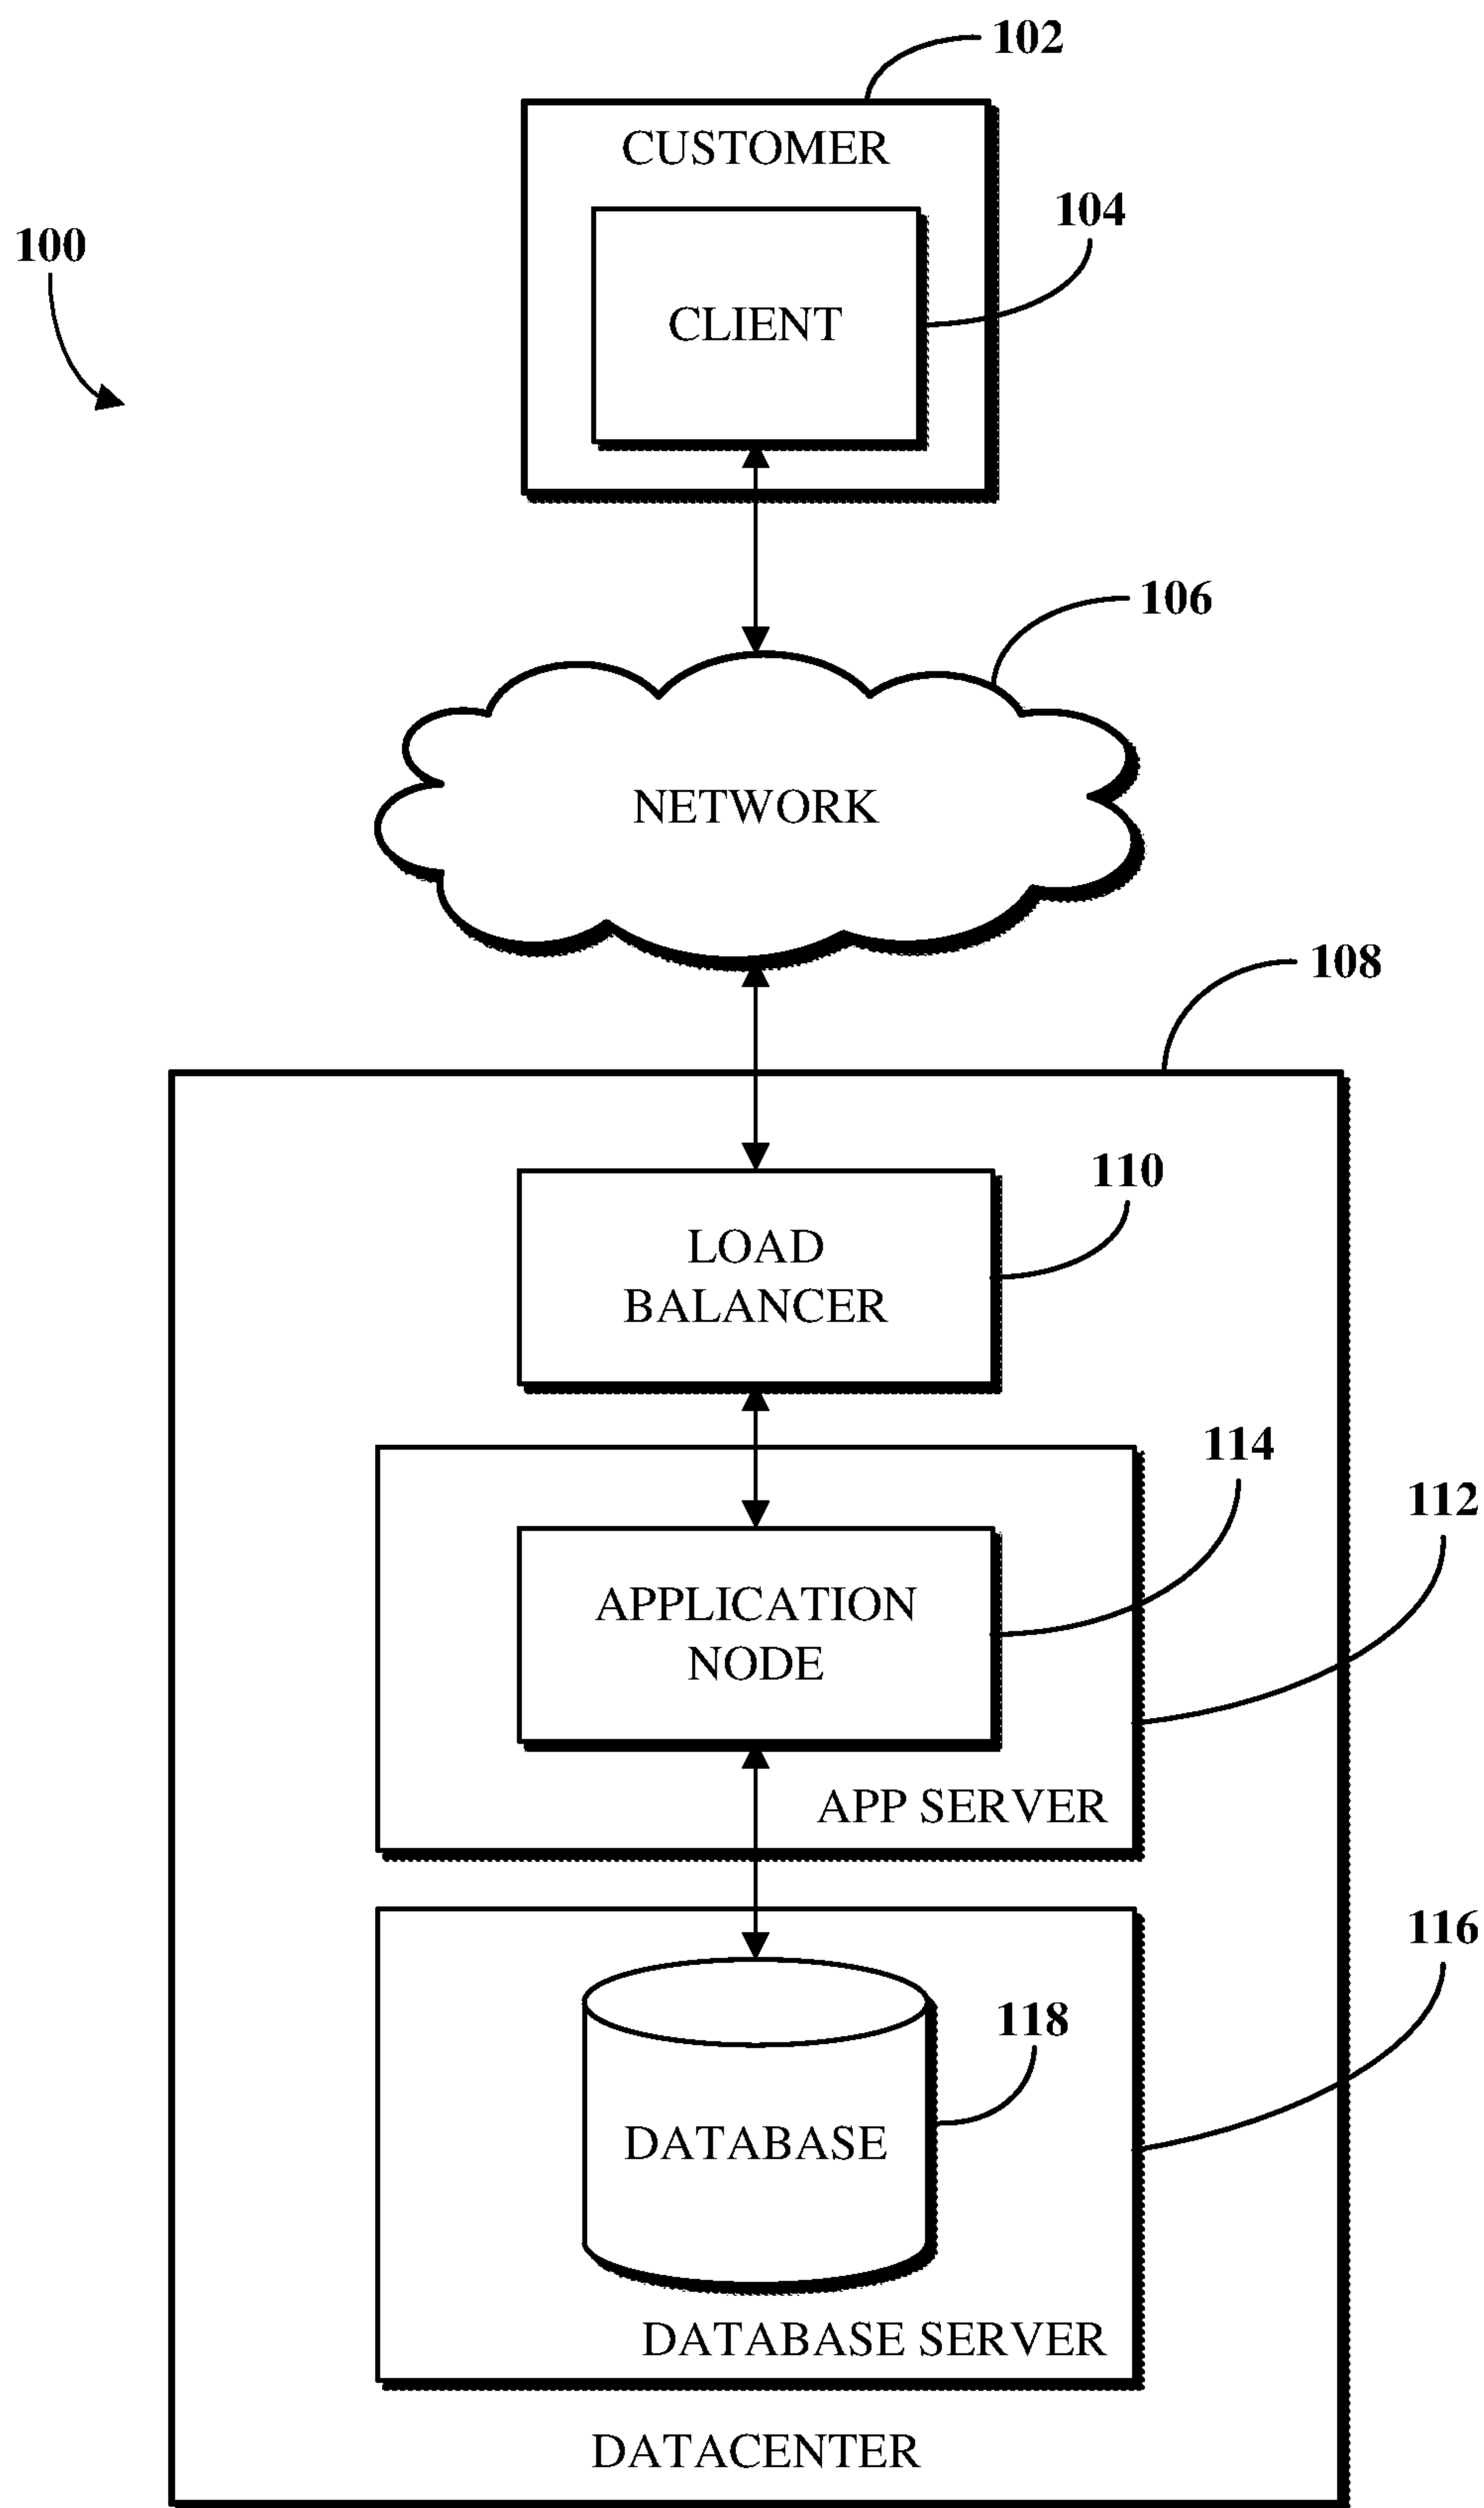 102
CUSTOMER
104
100
CLIENT
106
NETWORK
108
110
LOAD
BALANCER
114
112
APPLICATION
NODE
APP SERVER
116
118
DATABASE
DATABASE SERVER
DATACENTER